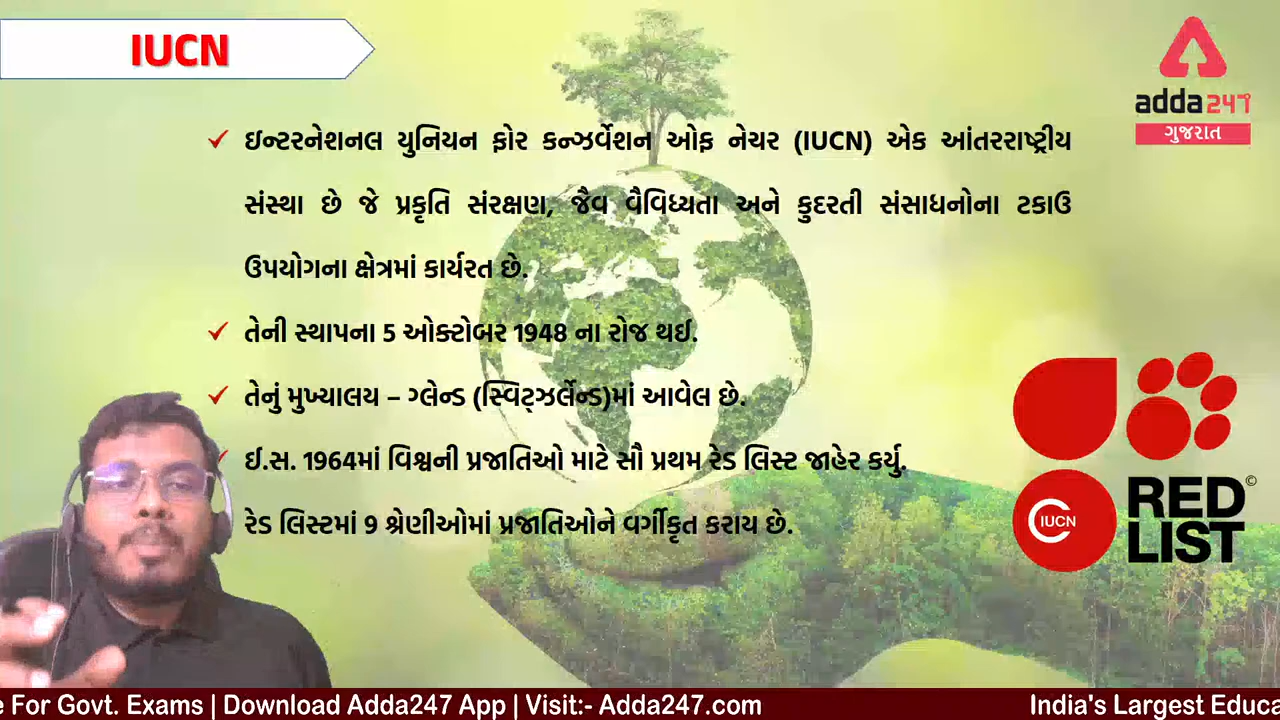 IUCN
adda247
ગુજરાત
ઇન્ટરનેશનલ યુનિયન ફોર કન્ઝર્વેશન ઓફ નેચર (IUCN) એક આંતરરાષ્ટ્રીય
સંસ્થા છે જે પ્રકૃતિ સંરક્ષણ, જૈવ વૈવિધ્યતા અને કુદરતી સંસાધનોના ટકાઉ
ઉપયોગના ક્ષેત્રમાં કાર્યરત છે.
તેની સ્થાપના 5 ઓક્ટોબર 1948 ના રોજ થઈ.
તેનું મુખ્યાલય – ગ્લેન્ડ (સ્વિટ્ઝર્લેન્ડ)માં આવેલ છે.
ઈ.સ. 1964માં વિશ્વની પ્રજાતિઓ માટે સૌ પ્રથમ રેડ લિસ્ટ જાહેર કર્યુ.
રેડ લિસ્ટમાં 9 શ્રેણીઓમાં પ્રજાતિઓને વર્ગીકૃત કરાય છે.
IUCN
RED©
LIST
e For Govt. Exams | Download Adda247 App | Visit:- Adda247.com
India's Largest Educa